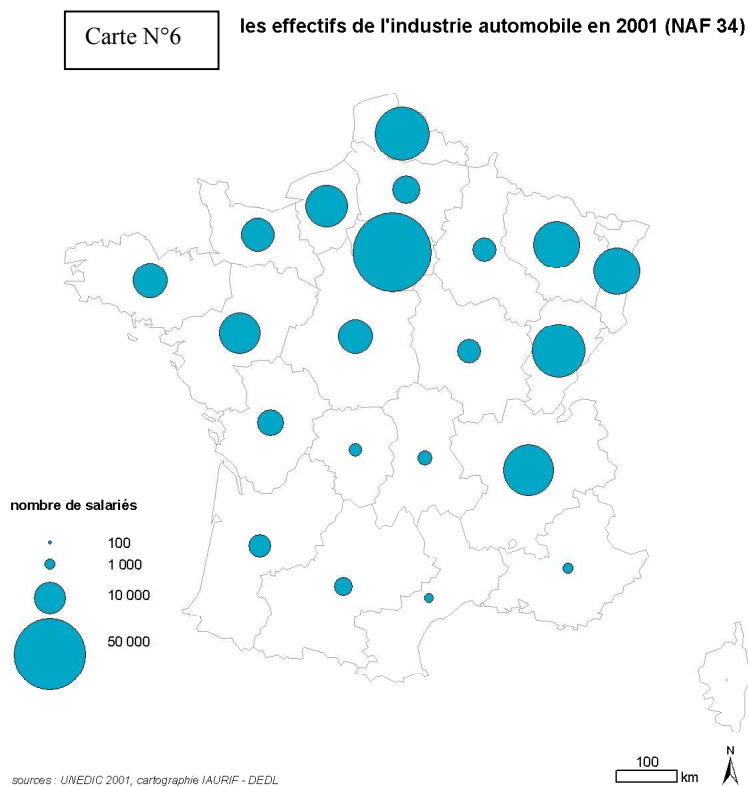 Carte N°6
les effectifs de l'industrie automobile en 2001 (NAF 34)
nombre de salariés
100
1 000
10 000
50 000
sources : UNEDIC 2001, cartographie IAURIF - DEDL
100
km
N